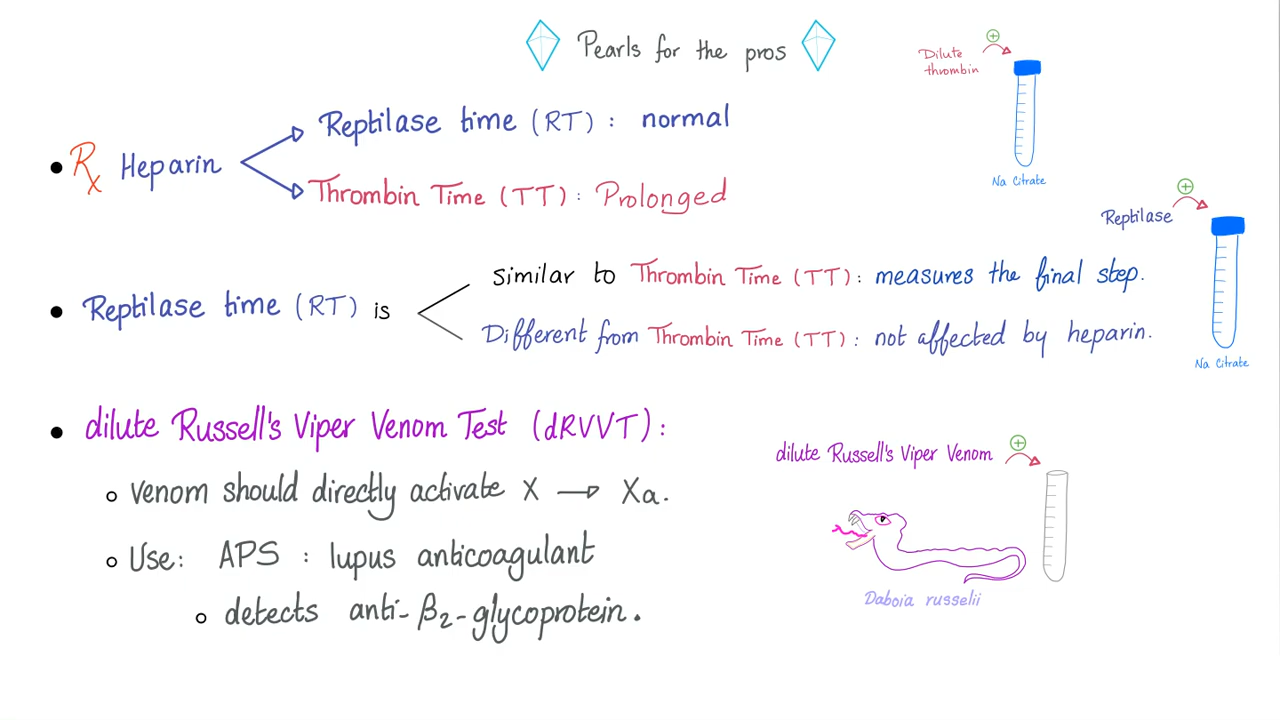 Pearls for the pros
Dilute
thrombin
Na Citrate
• Rx Heparin
Reptilase time (RT) : normal
Thrombin Time (TT) : Prolonged
Reptilase
Na Citrate
• Reptilase time (RT) is
similar to Thrombin Time (TT) : measures the final step.
Different from Thrombin Time (TT) : not affected by heparin.
• dilute Russell's Viper Venom Test (dRVVT) :
○ venom should directly activate X → Xa.
○ Use : APS : lupus anticoagulant
○ detects anti-β2-glycoprotein.
dilute Russell's Viper Venom
Daboia russelii